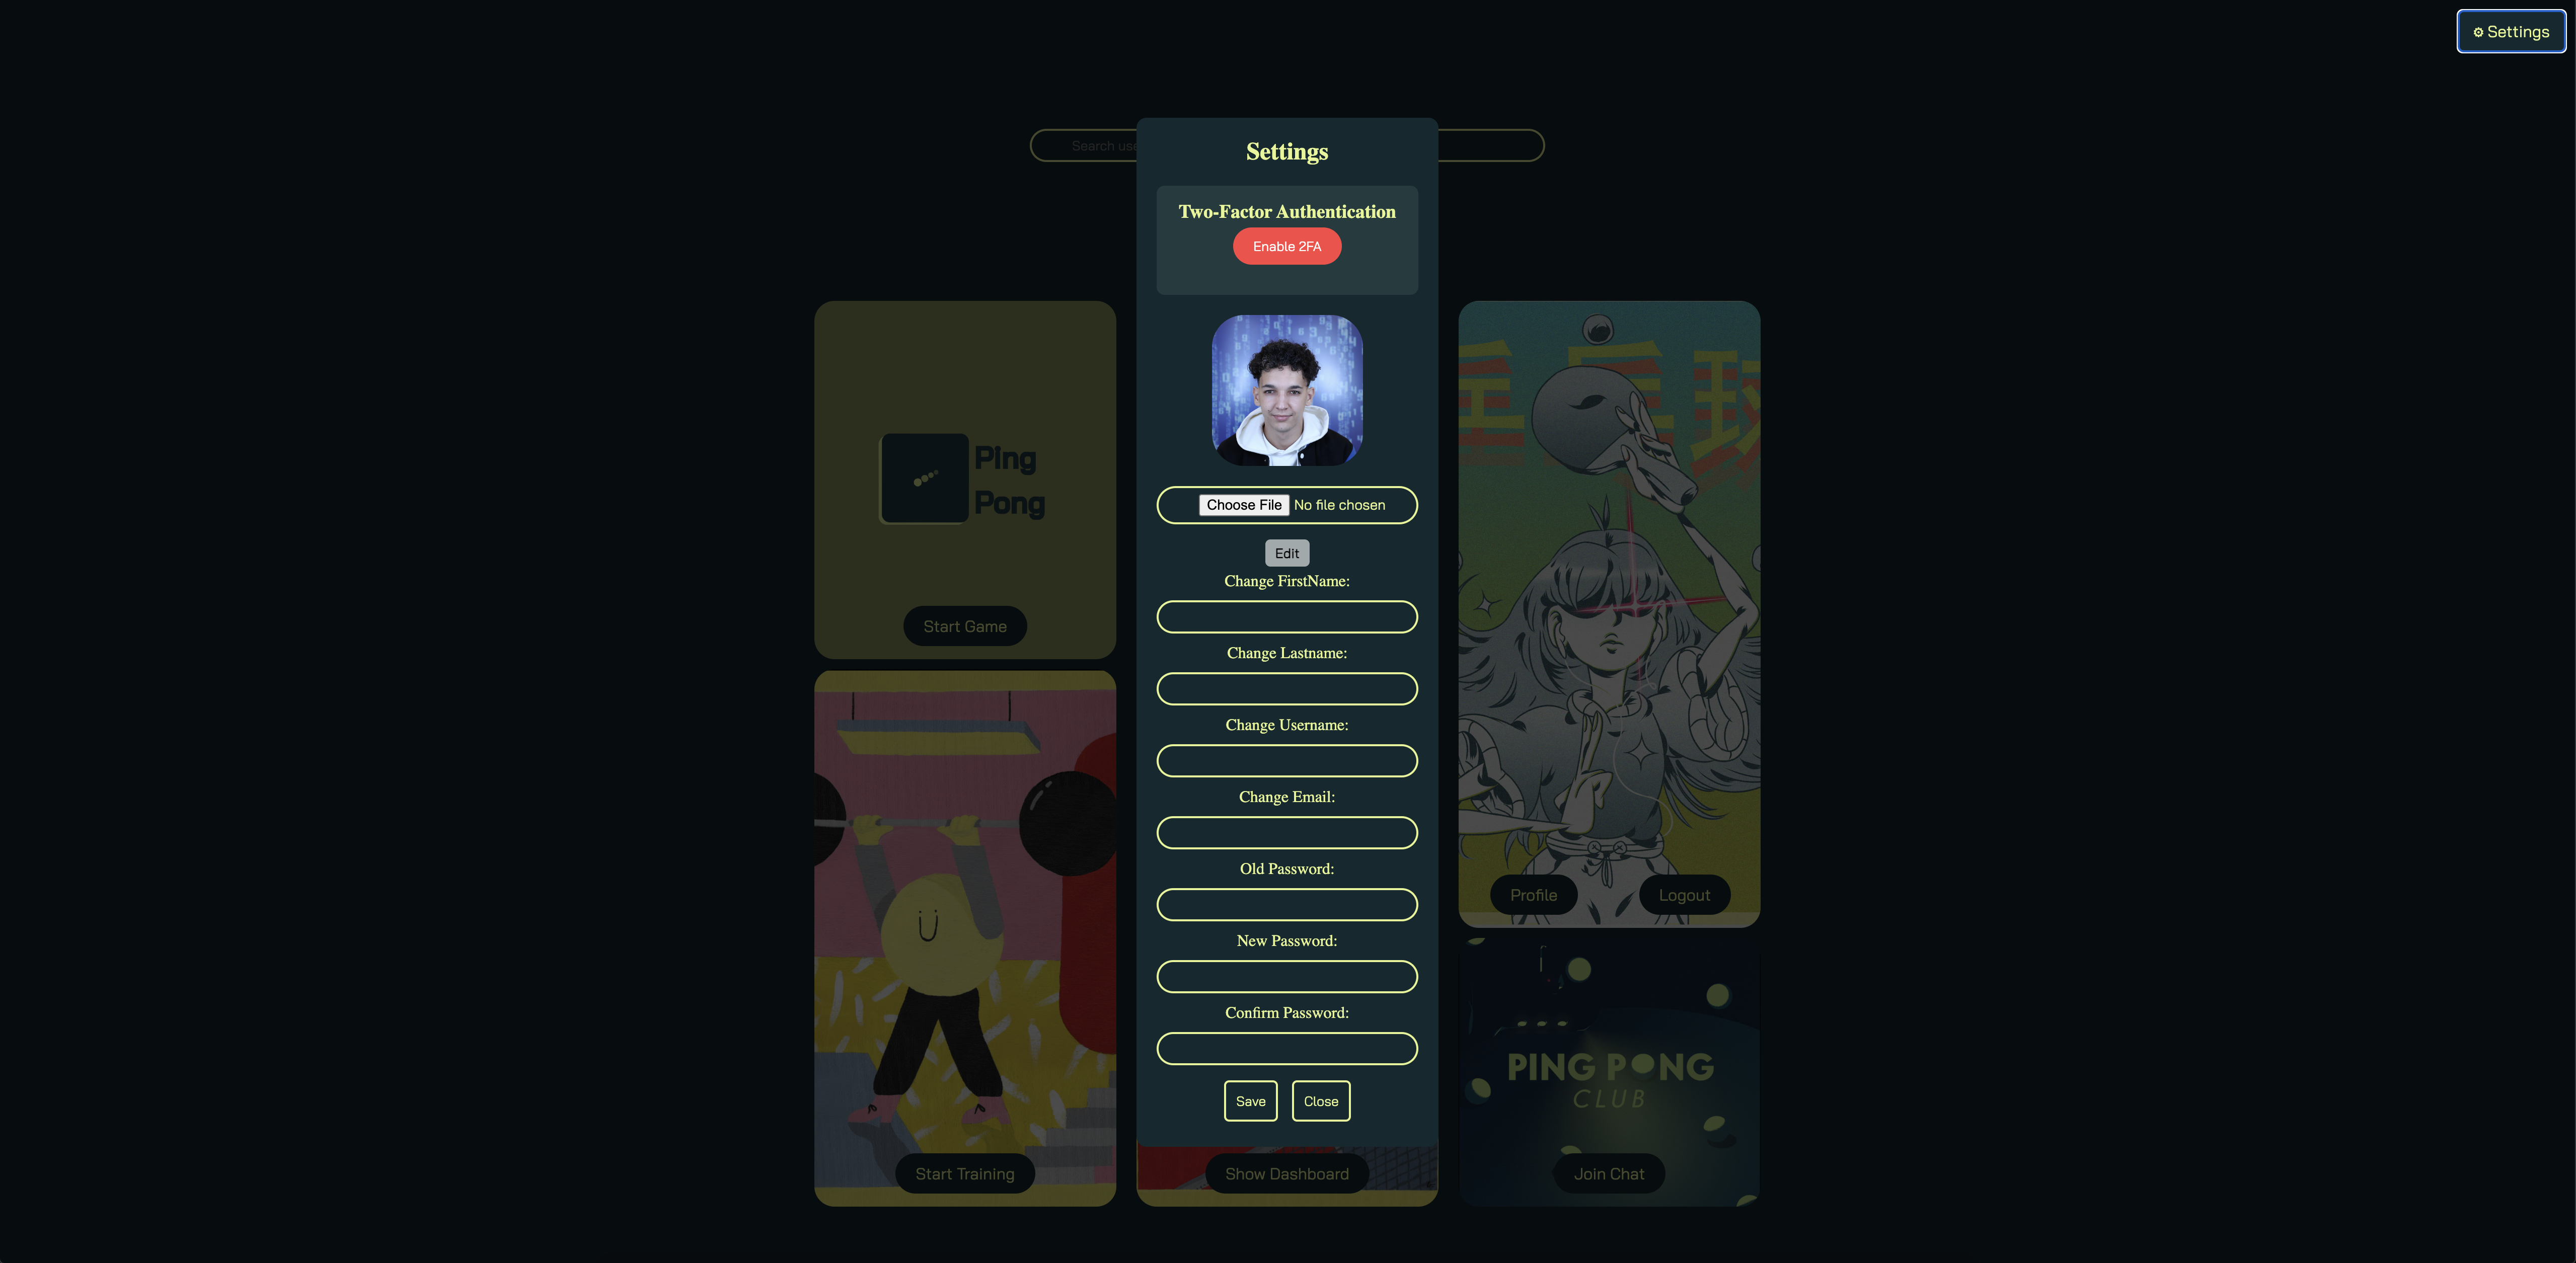 ⚙ Settings
Search use
Settings
Two-Factor Authentication
Enable 2FA
Choose File No file chosen
Edit
Change FirstName:
Change Lastname:
Change Username:
Change Email:
Old Password:
New Password:
Confirm Password:
Save Close
Ping
Pong
Start Game
Start Training
Show Dashboard
Profile Logout
PING PONG
CLUB
Join Chat